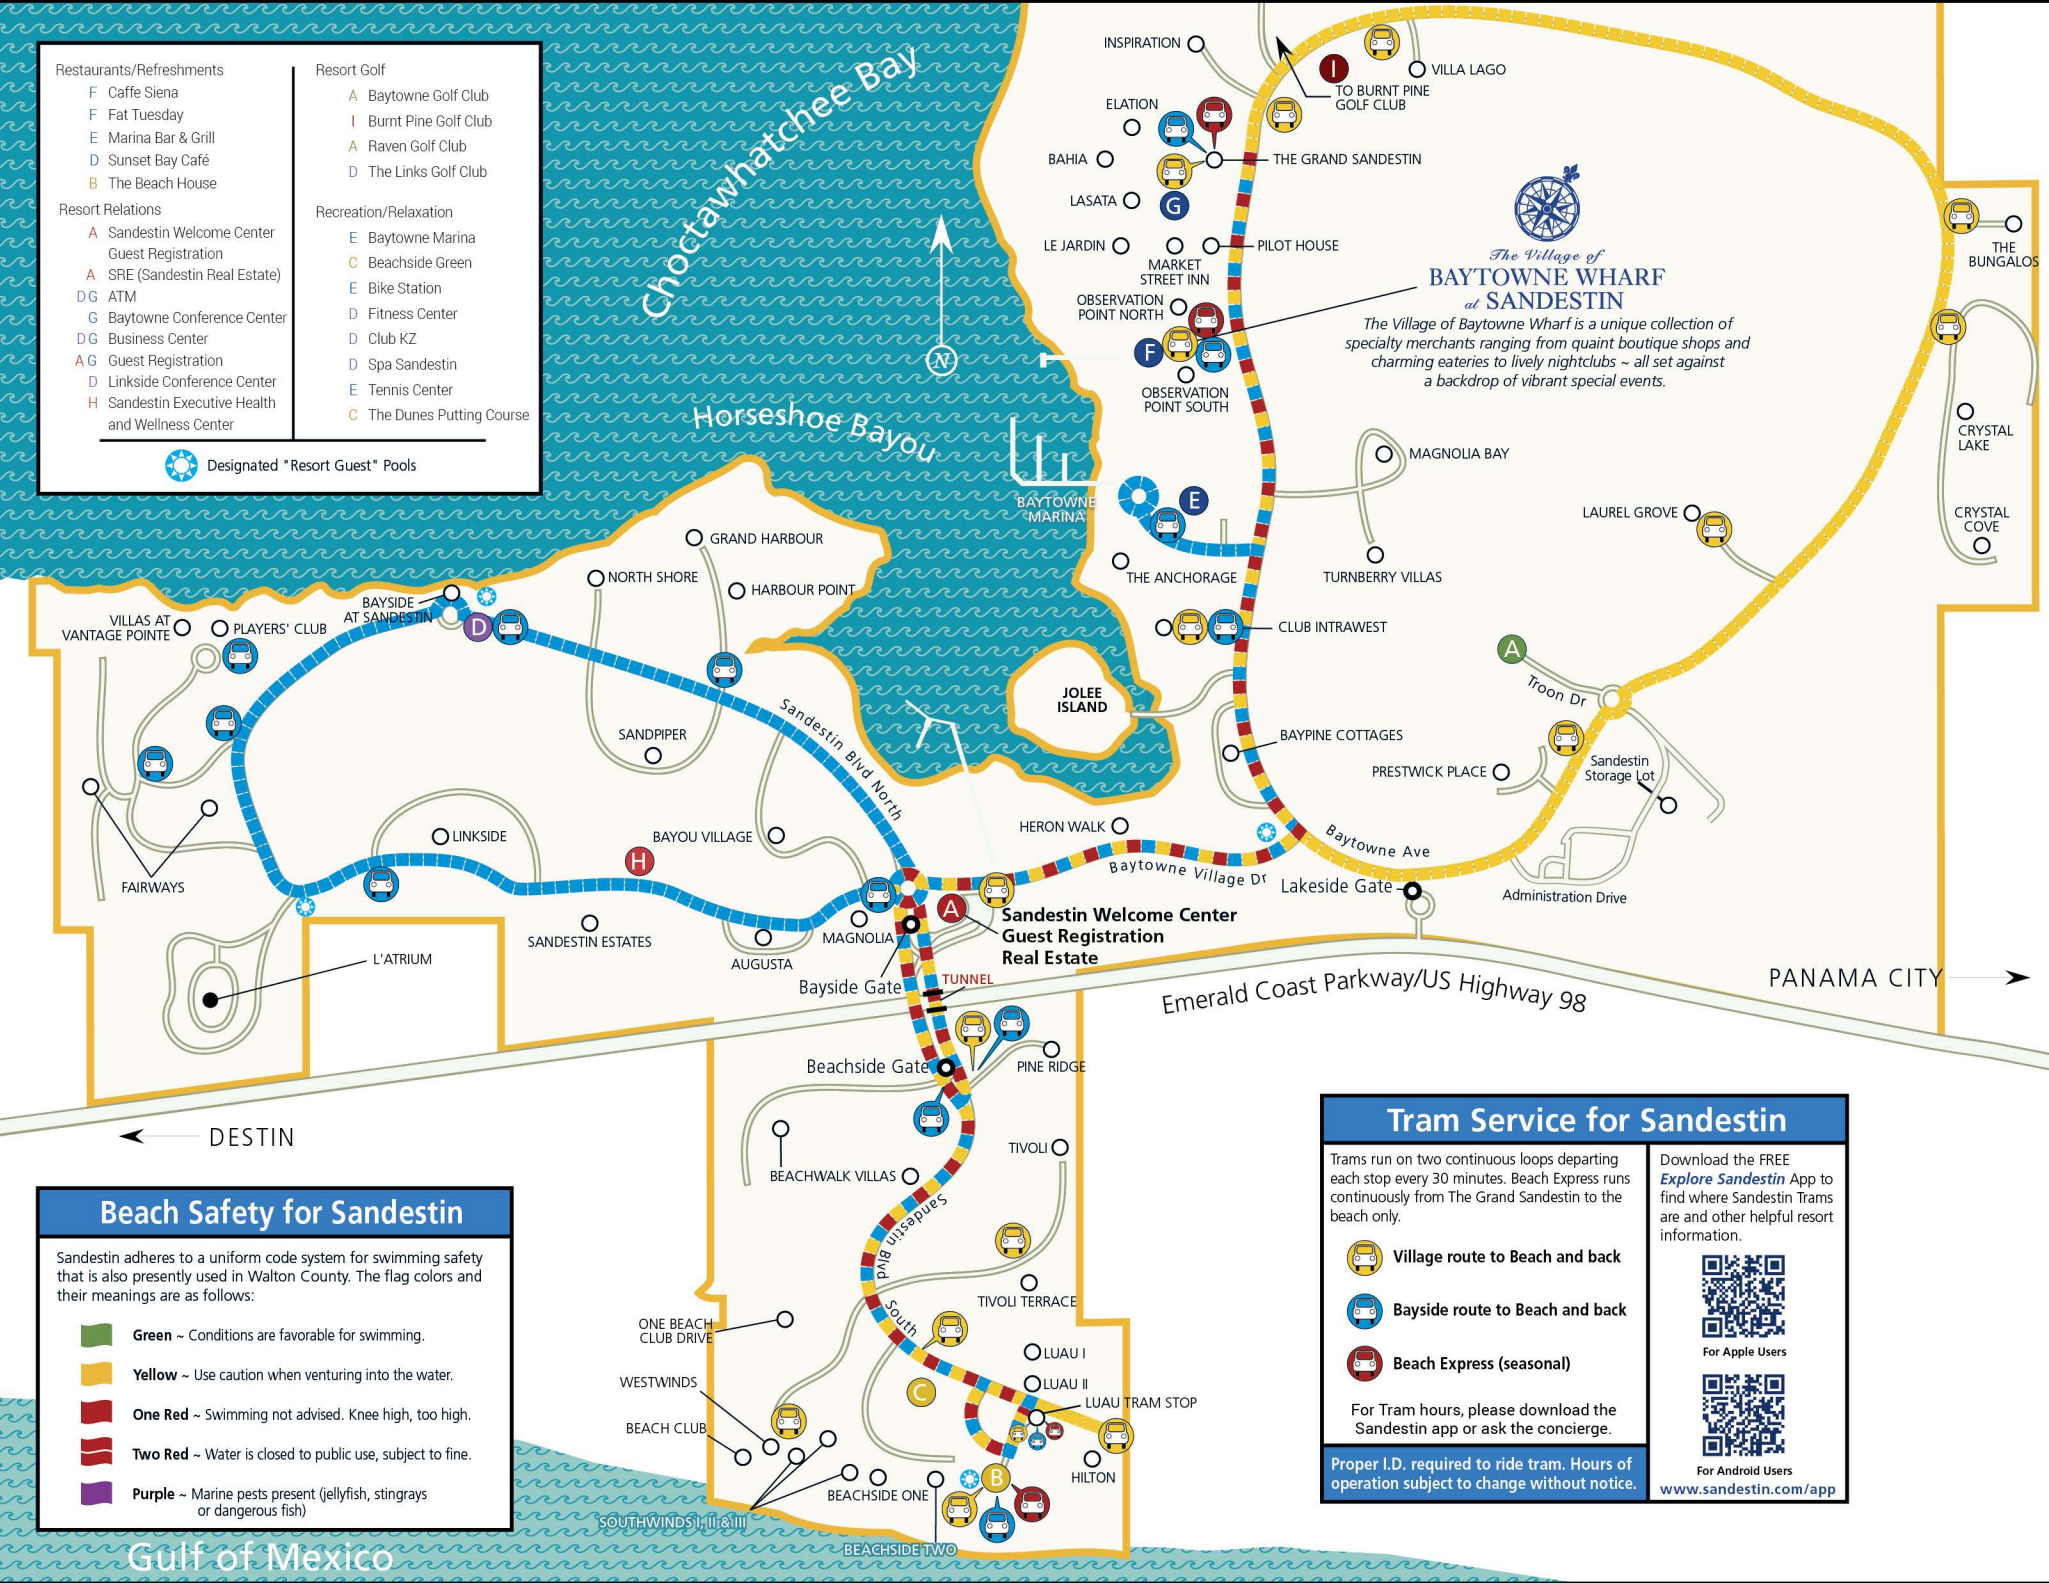 Restaurants/Refreshments
F Caffe Siena
F Fat Tuesday
E Marina Bar & Grill
D Sunset Bay Café
B The Beach House
Resort Relations
A Sandestin Welcome Center
Guest Registration
A SRE (Sandestin Real Estate)
D G ATM
G Baytowne Conference Center
D G Business Center
A G Guest Registration
D Linkside Conference Center
H Sandestin Executive Health
and Wellness Center
Resort Golf
A Baytowne Golf Club
I Burnt Pine Golf Club
A Raven Golf Club
D The Links Golf Club
Recreation/Relaxation
E Baytowne Marina
C Beachside Green
E Bike Station
D Fitness Center
D Club KZ
D Spa Sandestin
E Tennis Center
C The Dunes Putting Course
Designated "Resort Guest" Pools
Choctawhatchee Bay
Horseshoe Bayou
N
INSPIRATION
I
VILLA LAGO
TO BURNT PINE
GOLF CLUB
ELATION
BAHIA
THE GRAND SANDESTIN
LASATA
G
LE JARDIN
PILOT HOUSE
MARKET
STREET INN
OBSERVATION
POINT NORTH
F
OBSERVATION
POINT SOUTH
The Village of
BAYTOWNE WHARF
at SANDESTIN
The Village of Baytowne Wharf is a unique collection of
specialty merchants ranging from quaint boutique shops and
charming eateries to lively nightclubs ~ all set against
a backdrop of vibrant special events.
THE
BUNGALOS
CRYSTAL
LAKE
CRYSTAL
COVE
MAGNOLIA BAY
LAUREL GROVE
TURNBERRY VILLAS
BAYTOWNE
MARINA
E
THE ANCHORAGE
CLUB INTRAWEST
A
Troon Dr
JOLEE
ISLAND
BAYPINE COTTAGES
PRESTWICK PLACE
Sandestin
Storage Lot
GRAND HARBOUR
NORTH SHORE
HARBOUR POINT
BAYSIDE
AT SANDESTIN
D
VILLAS AT
VANTAGE POINTE
PLAYERS' CLUB
SANDPIPER
Sandestin Blvd North
LINKSIDE
BAYOU VILLAGE
H
FAIRWAYS
SANDESTIN ESTATES
AUGUSTA
MAGNOLIA
L'ATRIUM
HERON WALK
Baytowne Village Dr
Baytowne Ave
Lakeside Gate
Administration Drive
A
Sandestin Welcome Center
Guest Registration
Real Estate
Bayside Gate
TUNNEL
Emerald Coast Parkway/US Highway 98
PANAMA CITY
DESTIN
Beachside Gate
PINE RIDGE
BEACHWALK VILLAS
TIVOLI
Sandestin Blvd South
TIVOLI TERRACE
ONE BEACH
CLUB DRIVE
LUAU I
LUAU II
LUAU TRAM STOP
WESTWINDS
C
BEACH CLUB
HILTON
BEACHSIDE ONE
B
SOUTHWINDS I, II & III
BEACHSIDE TWO
Gulf of Mexico
Beach Safety for Sandestin
Sandestin adheres to a uniform code system for swimming safety
that is also presently used in Walton County. The flag colors and
their meanings are as follows:
Green ~ Conditions are favorable for swimming.
Yellow ~ Use caution when venturing into the water.
One Red ~ Swimming not advised. Knee high, too high.
Two Red ~ Water is closed to public use, subject to fine.
Purple ~ Marine pests present (jellyfish, stingrays
or dangerous fish)
Tram Service for Sandestin
Trams run on two continuous loops departing
each stop every 30 minutes. Beach Express runs
continuously from The Grand Sandestin to the
beach only.
Village route to Beach and back
Bayside route to Beach and back
Beach Express (seasonal)
For Tram hours, please download the
Sandestin app or ask the concierge.
Proper I.D. required to ride tram. Hours of
operation subject to change without notice.
Download the FREE
Explore Sandestin App to
find where Sandestin Trams
are and other helpful resort
information.
For Apple Users
For Android Users
www.sandestin.com/app